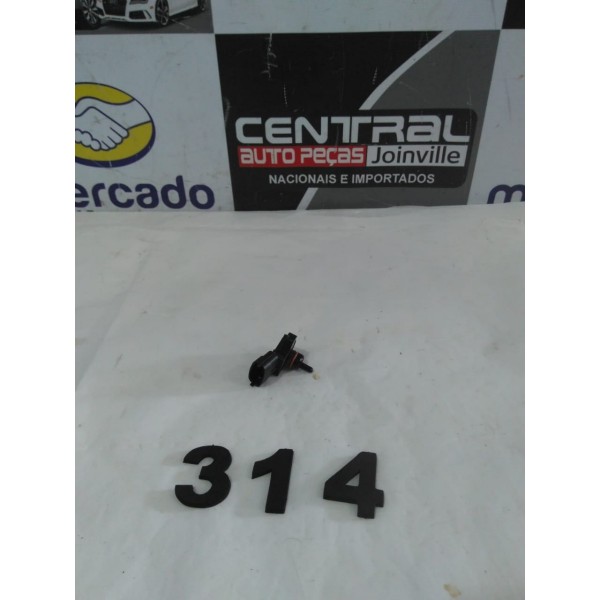 CENTRAL
AUTO PEÇAS Joinville
NACIONAIS E IMPORTADOS
ercado
m
314